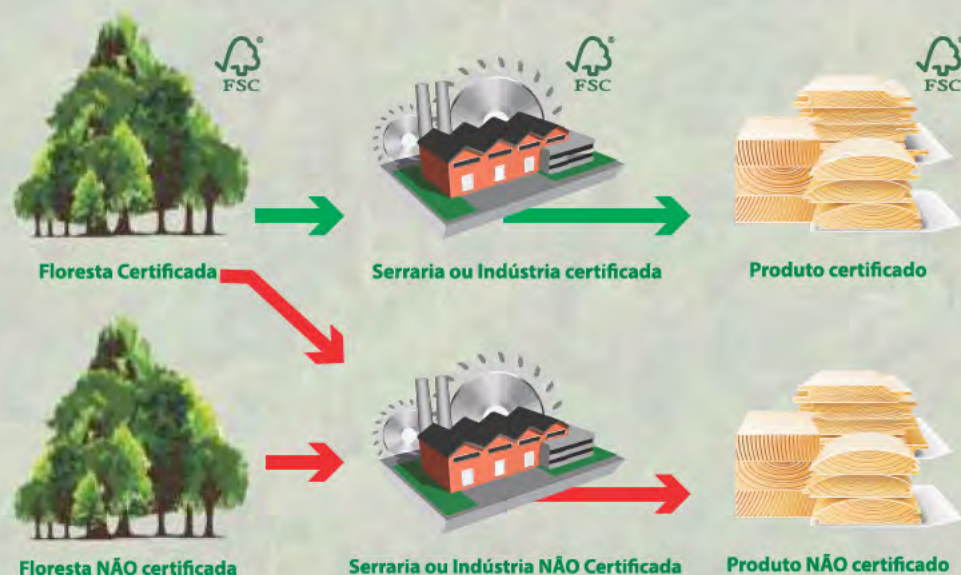 FSC
FSC
FSC
Floresta Certificada
Serraria ou Indústria certificada
Produto certificado
Floresta NÃO certificada
Serraria ou Indústria NÃO Certificada
Produto NÃO certificado